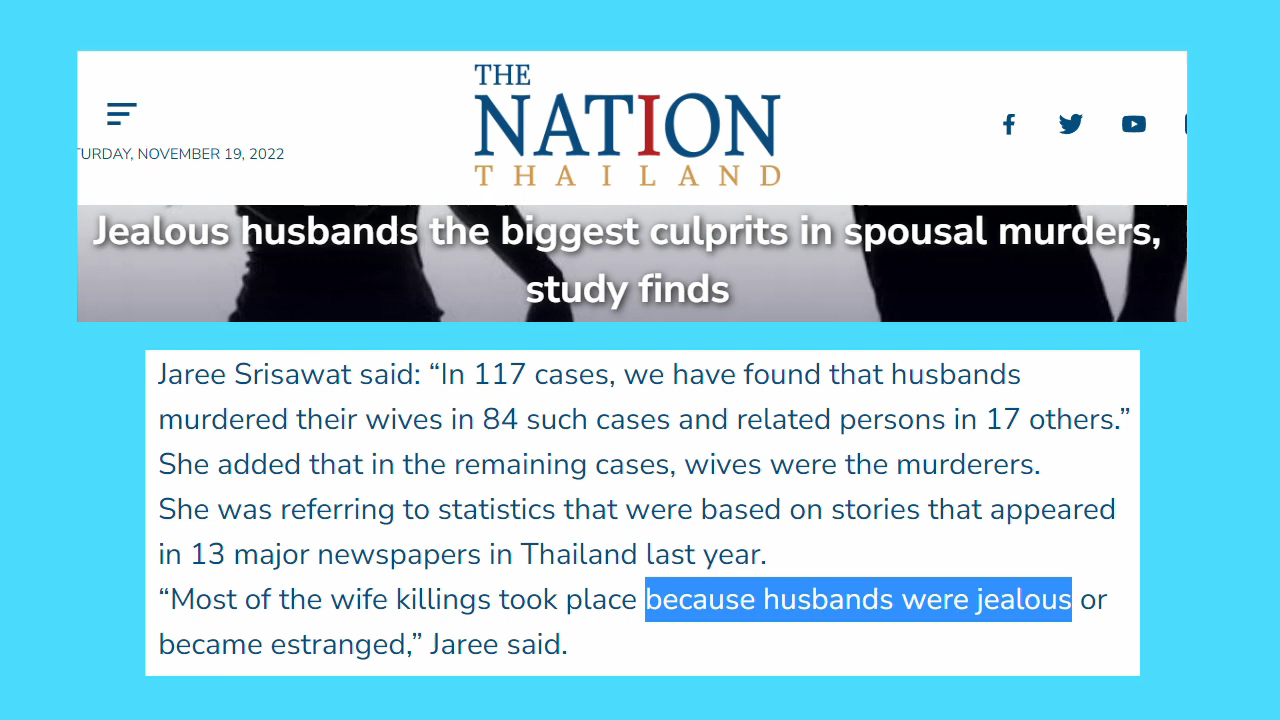 THE
NATION
THAILAND
TURDAY, NOVEMBER 19, 2022
Jealous husbands the biggest culprits in spousal murders,
study finds
Jaree Srisawat said: “In 117 cases, we have found that husbands
murdered their wives in 84 such cases and related persons in 17 others.”
She added that in the remaining cases, wives were the murderers.
She was referring to statistics that were based on stories that appeared
in 13 major newspapers in Thailand last year.
“Most of the wife killings took place because husbands were jealous or
became estranged,” Jaree said.